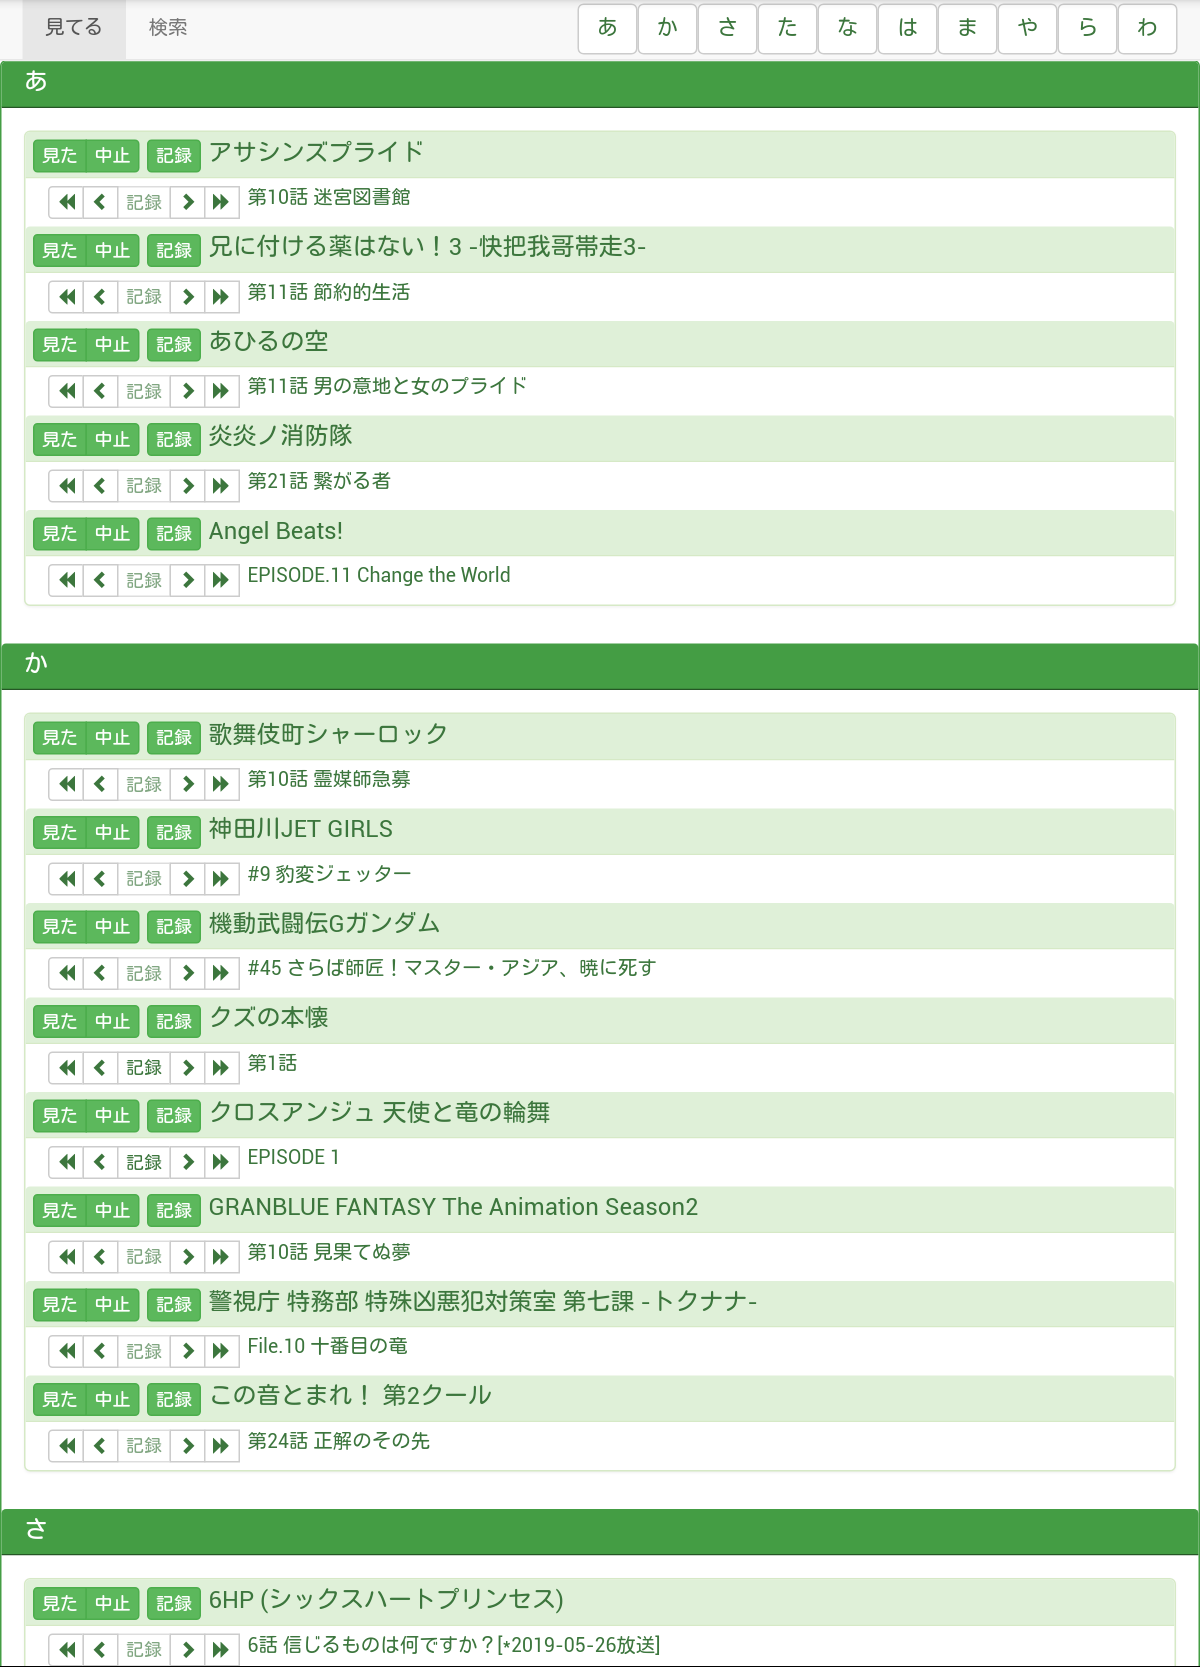 見てる 検索 あ か さ た な は ま や ら わ
あ
見た 中止 記録 アサシンズプライド
記録 第10話 迷宮図書館
見た 中止 記録 兄に付ける薬はない！3 -快把我哥带走3-
記録 第11話 節約的生活
見た 中止 記録 あひるの空
記録 第11話 男の意地と女のプライド
見た 中止 記録 炎炎ノ消防隊
記録 第21話 繋がる者
見た 中止 記録 Angel Beats!
記録 EPISODE.11 Change the World
か
見た 中止 記録 歌舞伎町シャーロック
記録 第10話 霊媒師急募
見た 中止 記録 神田川JET GIRLS
記録 #9 豹変ジェッター
見た 中止 記録 機動武闘伝Gガンダム
記録 #45 さらば師匠！マスター・アジア、暁に死す
見た 中止 記録 クズの本懐
記録 第1話
見た 中止 記録 クロスアンジュ 天使と竜の輪舞
記録 EPISODE 1
見た 中止 記録 GRANBLUE FANTASY The Animation Season2
記録 第10話 見果てぬ夢
見た 中止 記録 警視庁 特務部 特殊凶悪犯対策室 第七課 -トクナナ-
記録 File.10 十番目の竜
見た 中止 記録 この音とまれ！ 第2クール
記録 第24話 正解のその先
さ
見た 中止 記録 6HP (シックスハートプリンセス)
記録 6話 信じるものは何ですか？[*2019-05-26放送]